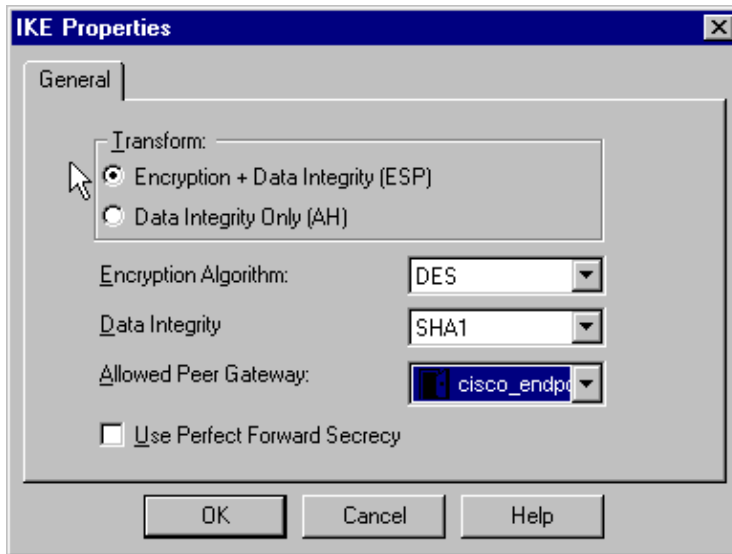 IKE Properties
General
Transform:
Encryption + Data Integrity (ESP)
Data Integrity Only (AH)
Encryption Algorithm: DES
Data Integrity SHA1
Allowed Peer Gateway:
Use Perfect Forward Secrecy
OK Cancel Help